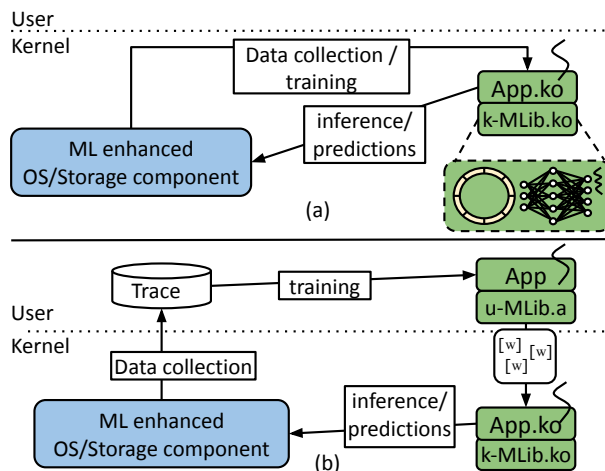 User
Kernel
Data collection /
training
App.ko
k-MLib.ko
inference/
predictions
ML enhanced
OS/Storage component
(a)
Trace
training
App
u-MLib.a
User
Kernel
[w]
[w]
[w]
Data collection
inference/
predictions
App.ko
k-MLib.ko
ML enhanced
OS/Storage component
(b)